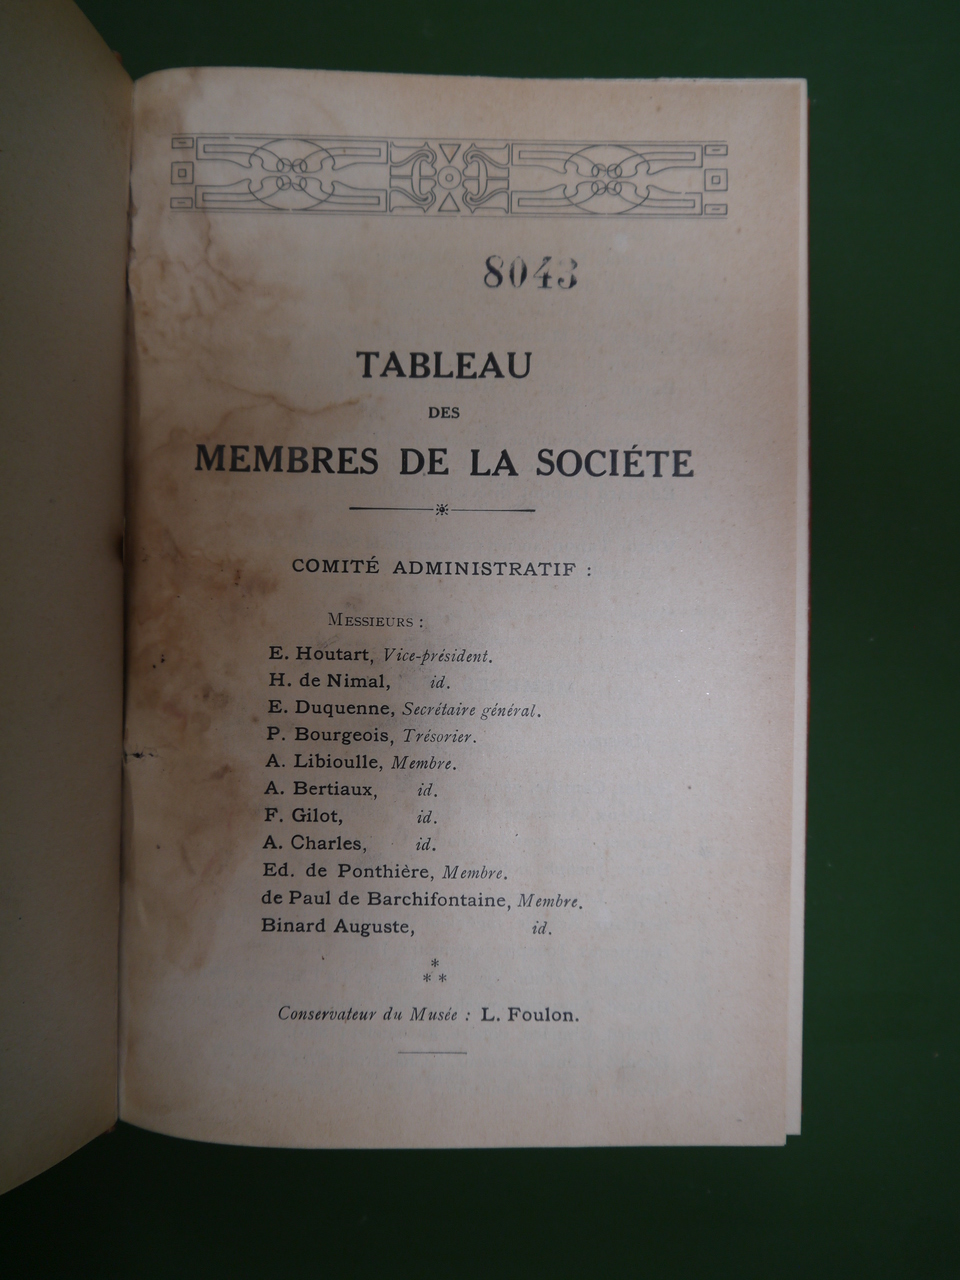 8043
TABLEAU
DES
MEMBRES DE LA SOCIÉTE
COMITÉ ADMINISTRATIF :
MESSIEURS :
E. Houtart, Vice-président.
H. de Nimal, id.
E. Duquenne, Secrétaire général.
P. Bourgeois, Trésorier.
A. Libioulle, Membre.
A. Bertiaux, id.
F. Gilot, id.
A. Charles, id.
Ed. de Ponthière, Membre.
de Paul de Barchifontaine, Membre.
Binard Auguste, id.
*
* *
Conservateur du Musée : L. Foulon.